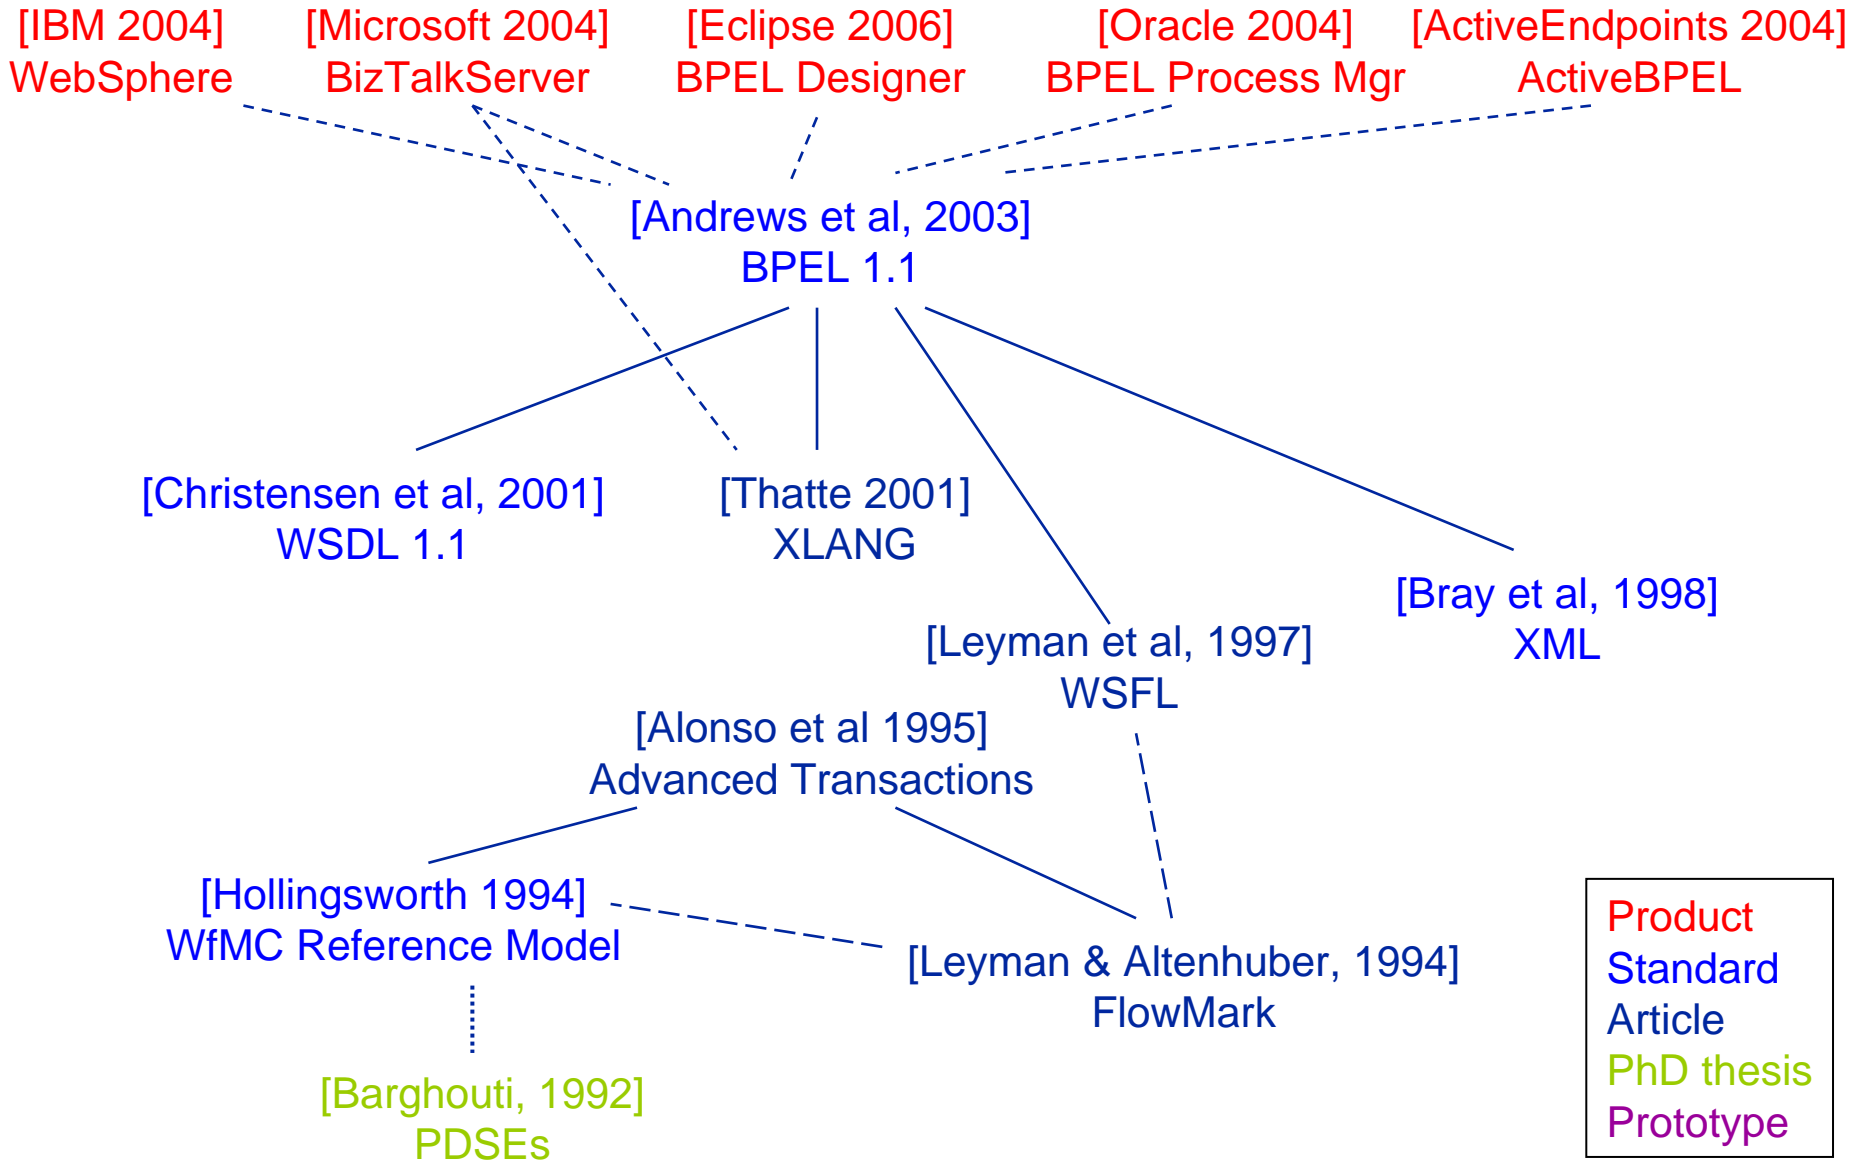 [IBM 2004]
WebSphere
[Microsoft 2004]
BizTalkServer
[Eclipse 2006]
BPEL Designer
[Oracle 2004]
BPEL Process Mgr
[ActiveEndpoints 2004]
ActiveBPEL
[Andrews et al, 2003]
BPEL 1.1
[Christensen et al, 2001]
WSDL 1.1
[Thatte 2001]
XLANG
[Bray et al, 1998]
XML
[Leyman et al, 1997]
WSFL
[Alonso et al 1995]
Advanced Transactions
[Hollingsworth 1994]
WfMC Reference Model
[Leyman & Altenhuber, 1994]
FlowMark
[Barghouti, 1992]
PDSEs
Product
Standard
Article
PhD thesis
Prototype